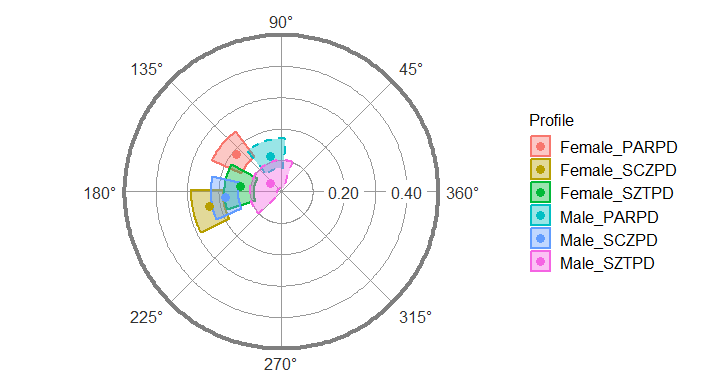 90°
135°
45°
180°
0.20
0.40
360°
225°
315°
270°
Profile
Female_PARPD
Female_SCZPD
Female_SZTPD
Male_PARPD
Male_SCZPD
Male_SZTPD